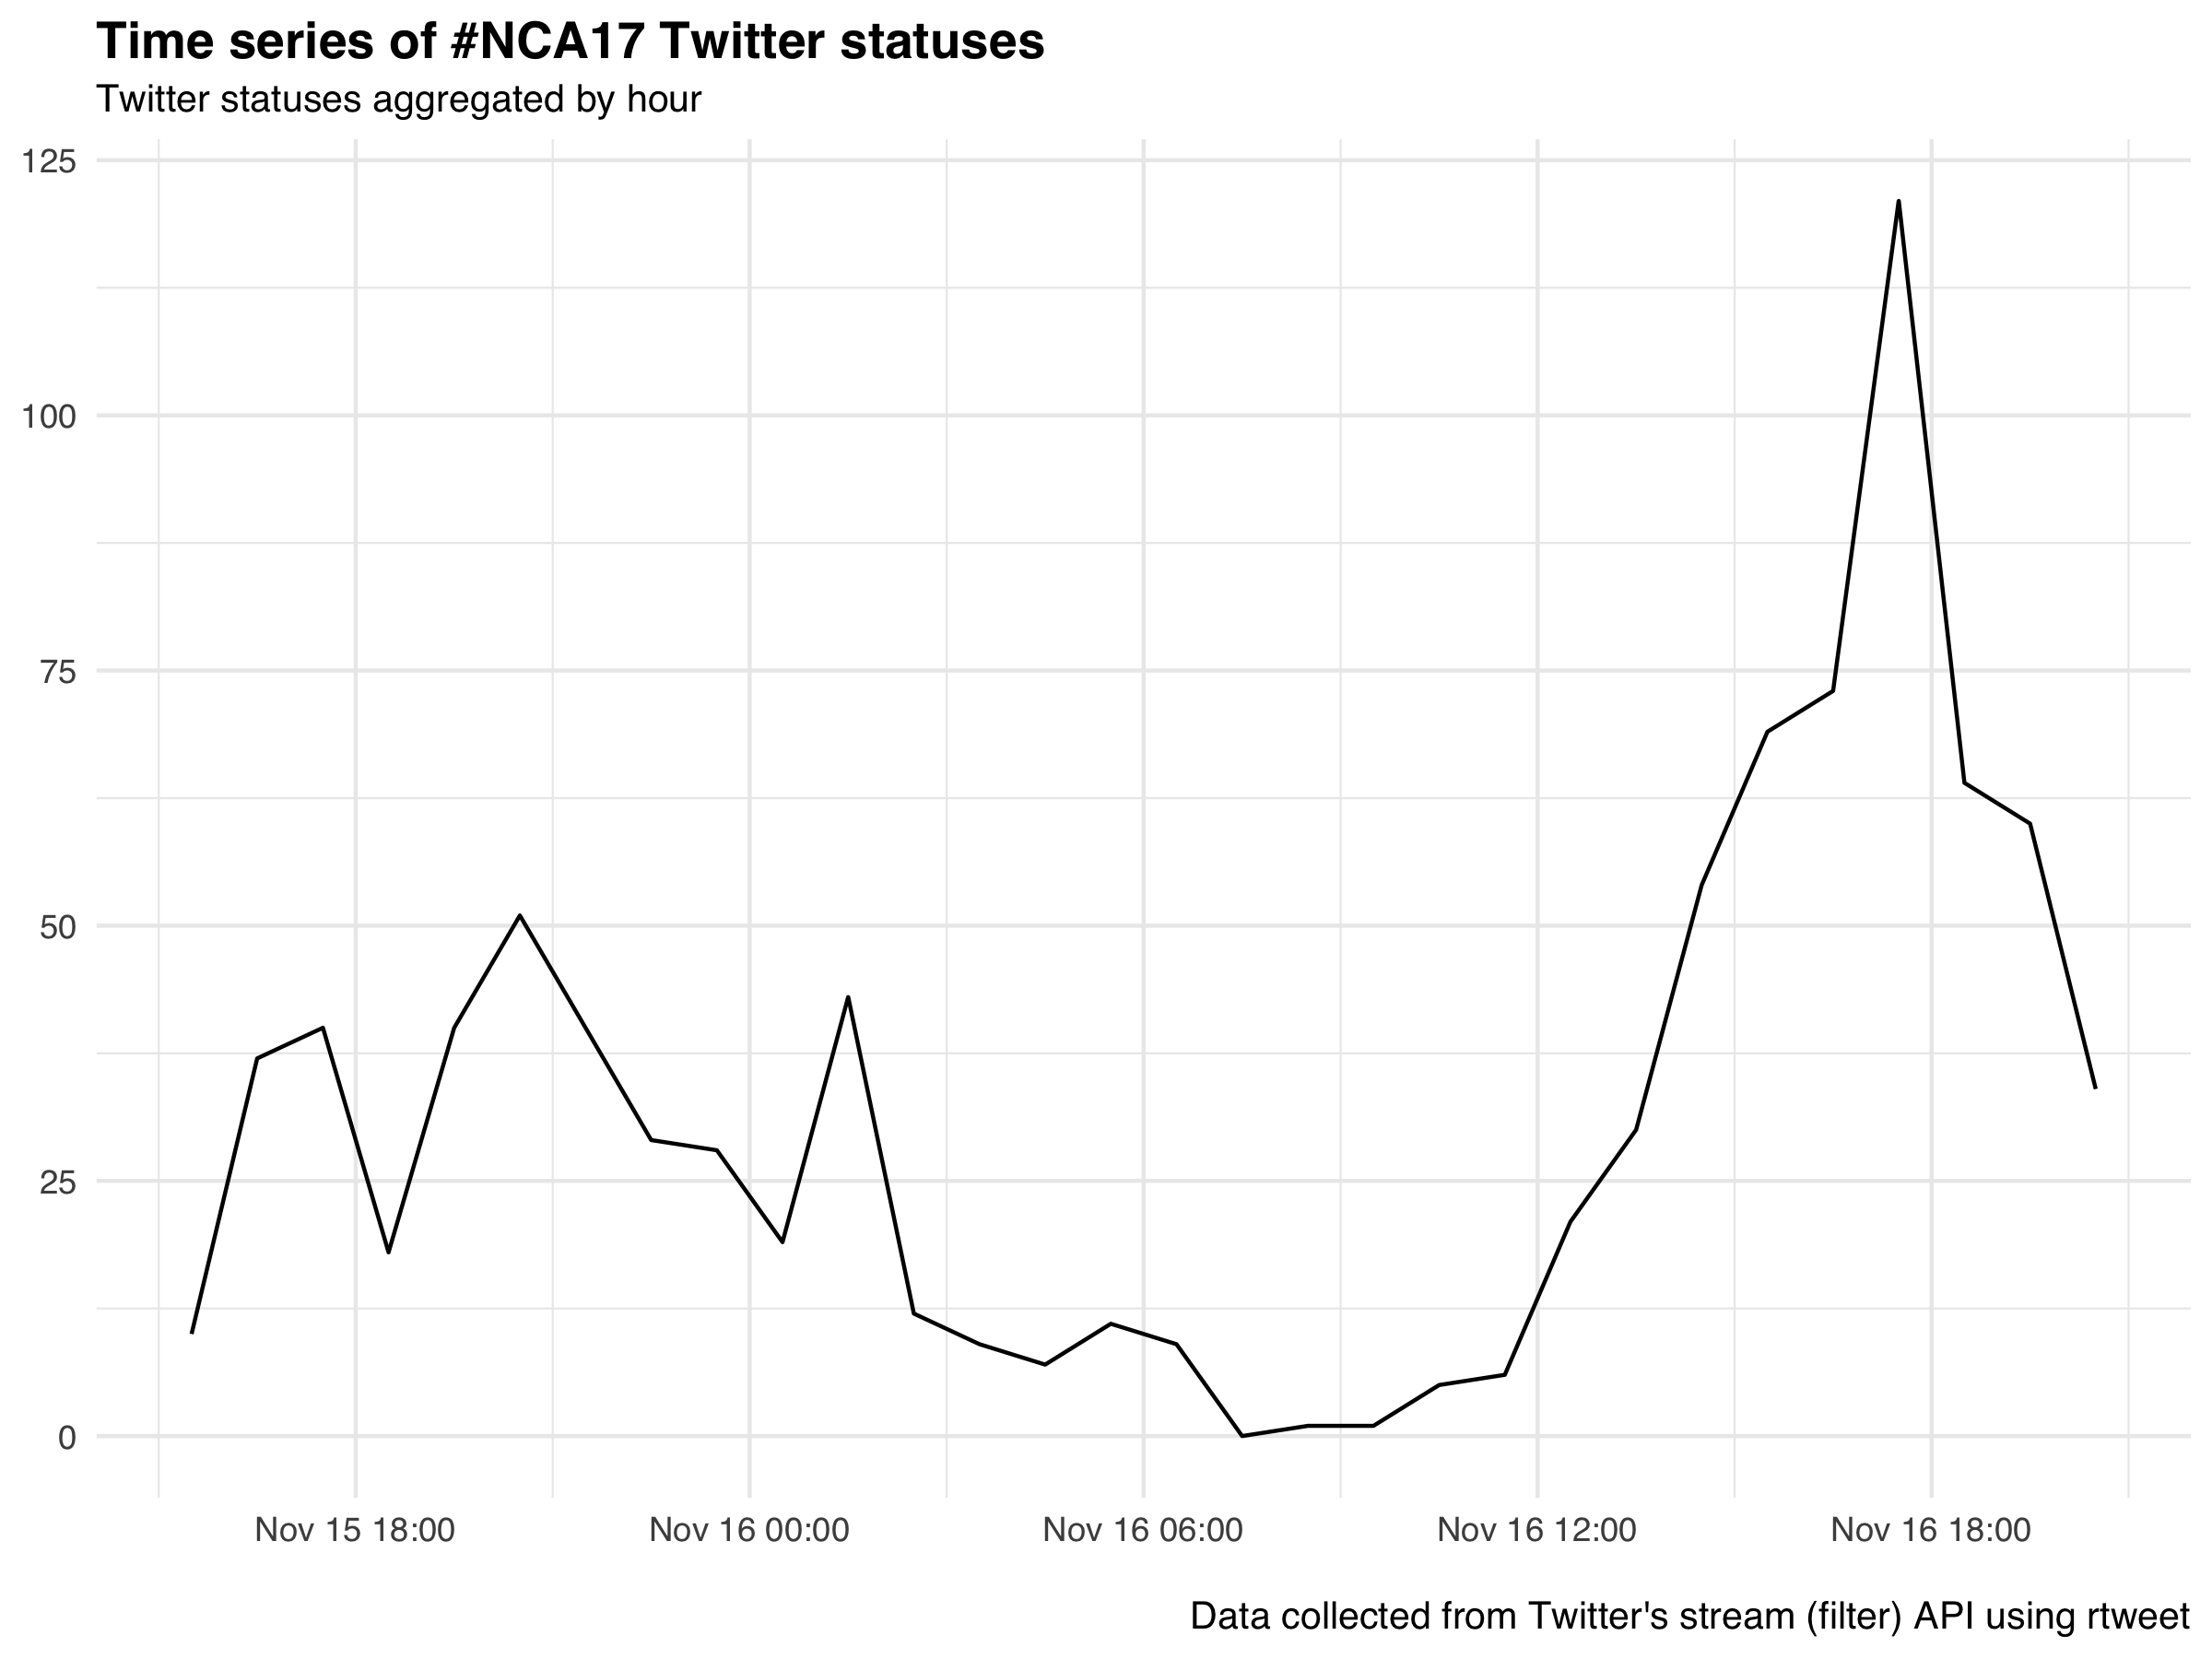 Time series of #NCA17 Twitter statuses
Twitter statuses aggregated by hour
125
100
75
50
25
0
Nov 15 18:00 Nov 16 00:00 Nov 16 06:00 Nov 16 12:00 Nov 16 18:00
Data collected from Twitter's stream (filter) API using rtweet